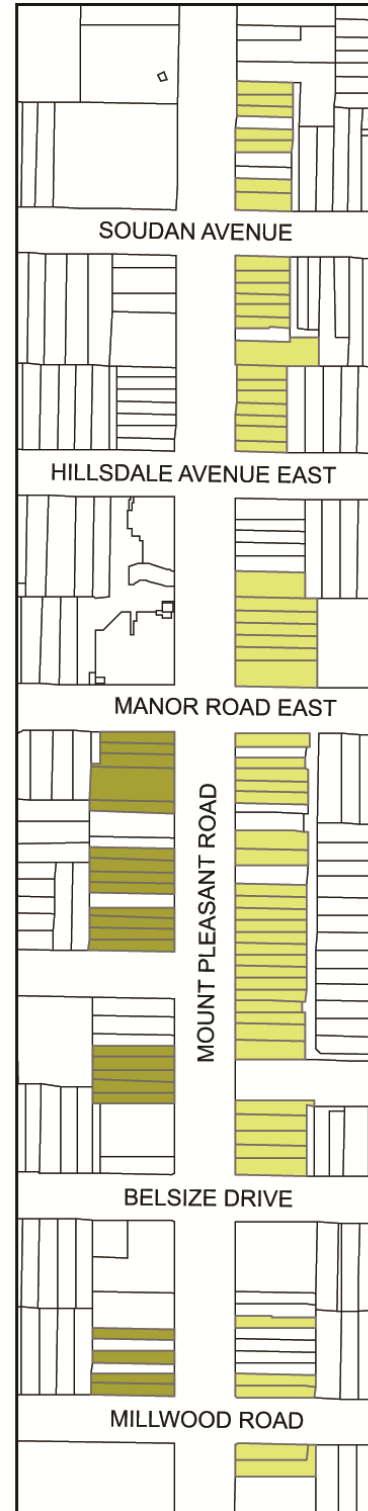 SOUDAN AVENUE
HILLSDALE AVENUE EAST
MANOR ROAD EAST
MOUNT PLEASANT ROAD
BELSIZE DRIVE
MILLWOOD ROAD